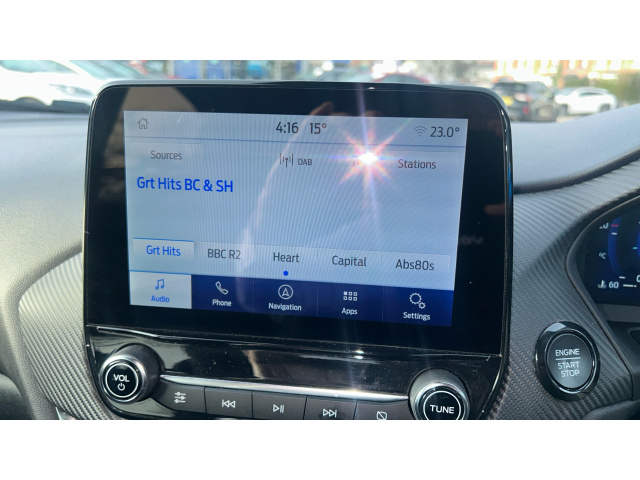 4:16 15° 23.0°
Sources DAB Stations
Grt Hits BC & SH
Grt Hits BBC R2 Heart Capital Abs80s
Audio Phone Navigation Apps Settings
VOL
TUNE
ENGINE
START
STOP
60